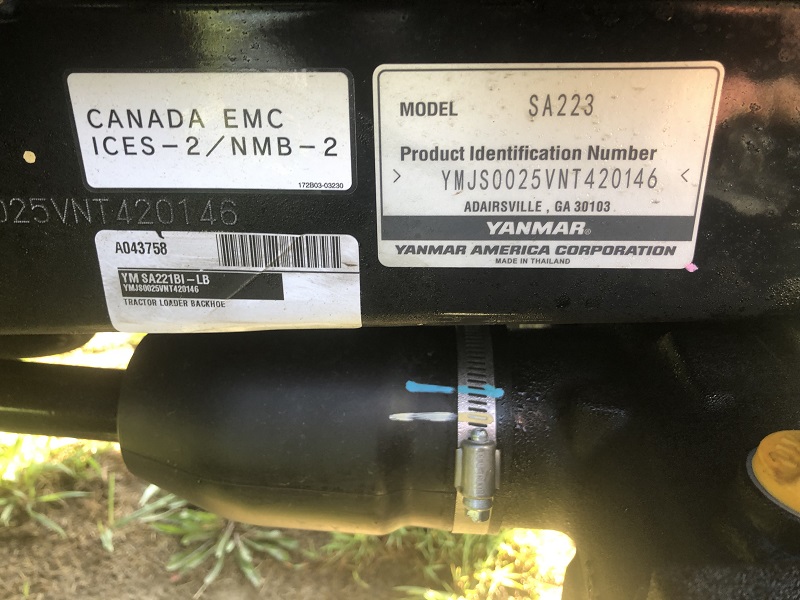 CANADA EMC
ICES-2/NMB-2
172B03-03230
025VNT420146
A043758
YM SA221BI-LB
YMJS0025VNT420146
TRACTOR LOADER BACKHOE
MODEL SA223
Product Identification Number
> YMJS0025VNT420146 <
ADAIRSVILLE , GA 30103
YANMAR®
YANMAR AMERICA CORPORATION
MADE IN THAILAND